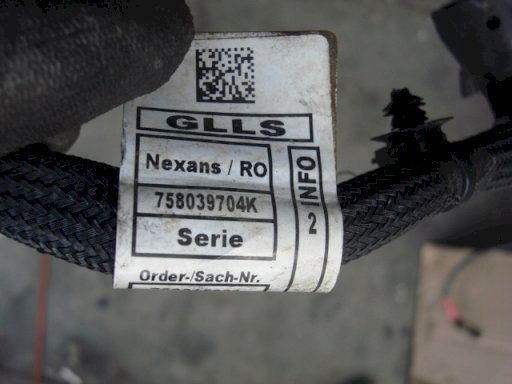 GLLS
Nexans / RO
758039704K
Serie
INFO
2
Order-/Sach-Nr.